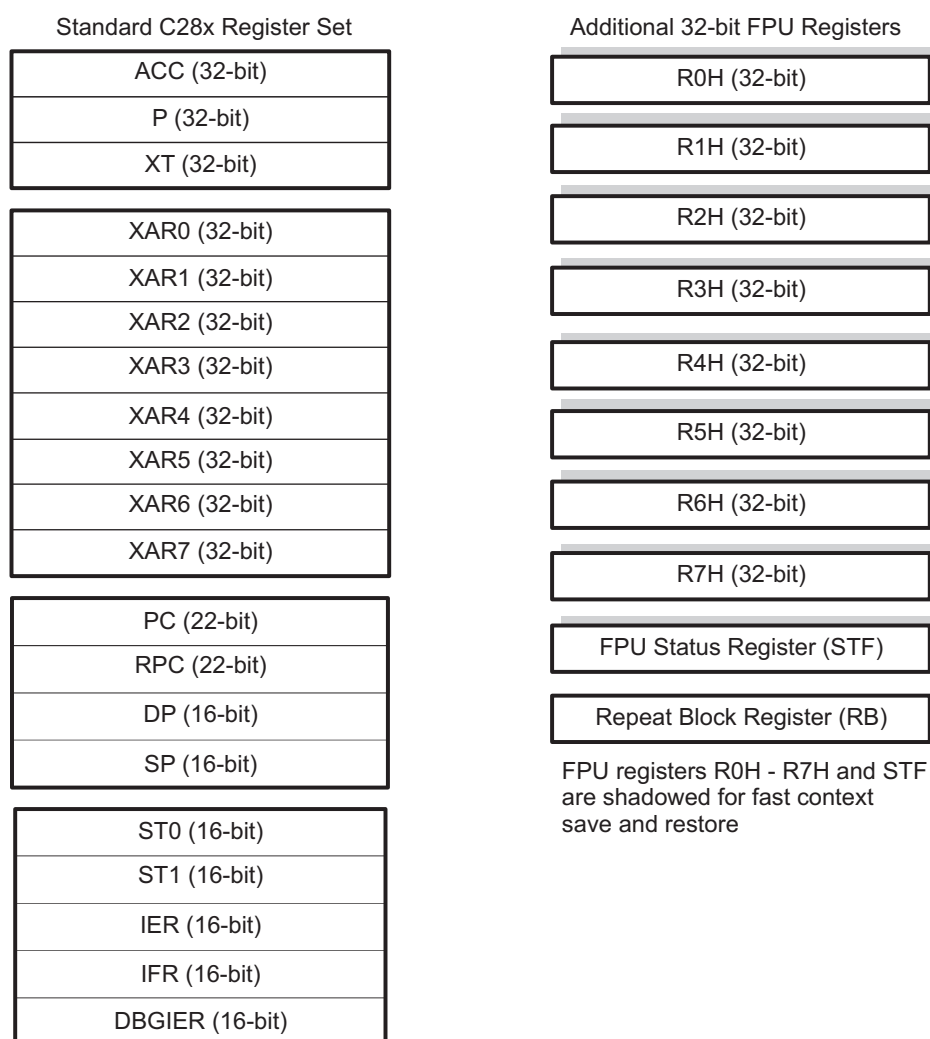 Standard C28x Register Set
ACC (32-bit)
P (32-bit)
XT (32-bit)
XAR0 (32-bit)
XAR1 (32-bit)
XAR2 (32-bit)
XAR3 (32-bit)
XAR4 (32-bit)
XAR5 (32-bit)
XAR6 (32-bit)
XAR7 (32-bit)
PC (22-bit)
RPC (22-bit)
DP (16-bit)
SP (16-bit)
ST0 (16-bit)
ST1 (16-bit)
IER (16-bit)
IFR (16-bit)
DBGIER (16-bit)
Additional 32-bit FPU Registers
R0H (32-bit)
R1H (32-bit)
R2H (32-bit)
R3H (32-bit)
R4H (32-bit)
R5H (32-bit)
R6H (32-bit)
R7H (32-bit)
FPU Status Register (STF)
Repeat Block Register (RB)
FPU registers R0H - R7H and STF
are shadowed for fast context
save and restore